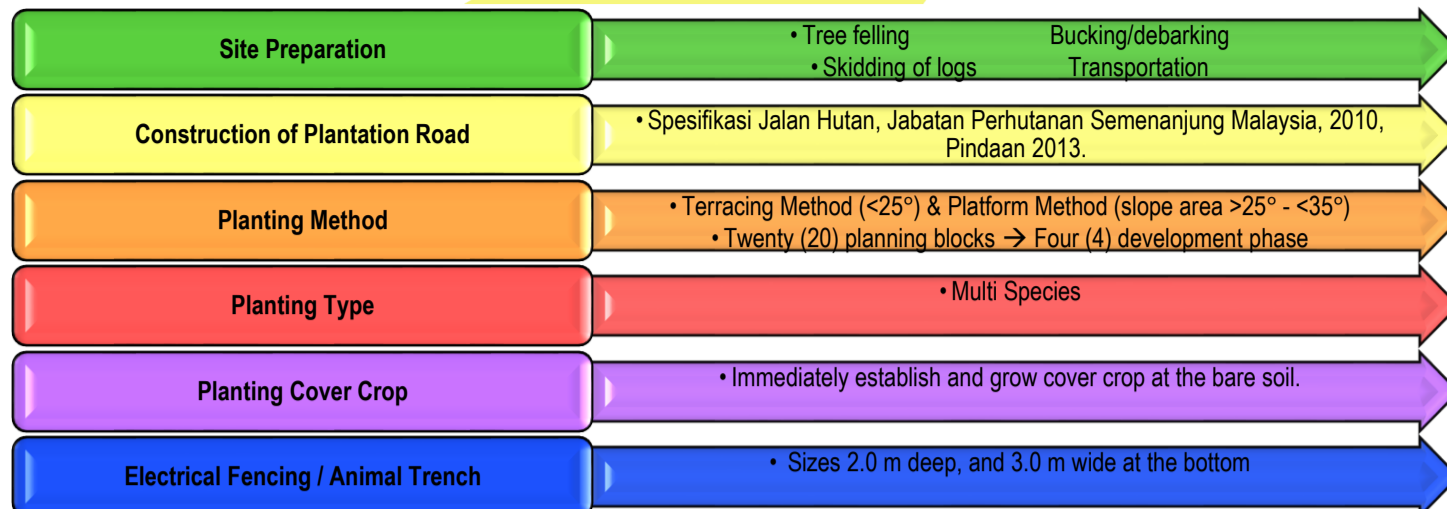 Site Preparation
• Tree felling Bucking/debarking
• Skidding of logs Transportation
Construction of Plantation Road
• Spesifikasi Jalan Hutan, Jabatan Perhutanan Semenanjung Malaysia, 2010,
Pindaan 2013.
Planting Method
• Terracing Method (<25°) & Platform Method (slope area >25° - <35°)
• Twenty (20) planning blocks → Four (4) development phase
Planting Type
• Multi Species
Planting Cover Crop
• Immediately establish and grow cover crop at the bare soil.
Electrical Fencing / Animal Trench
• Sizes 2.0 m deep, and 3.0 m wide at the bottom